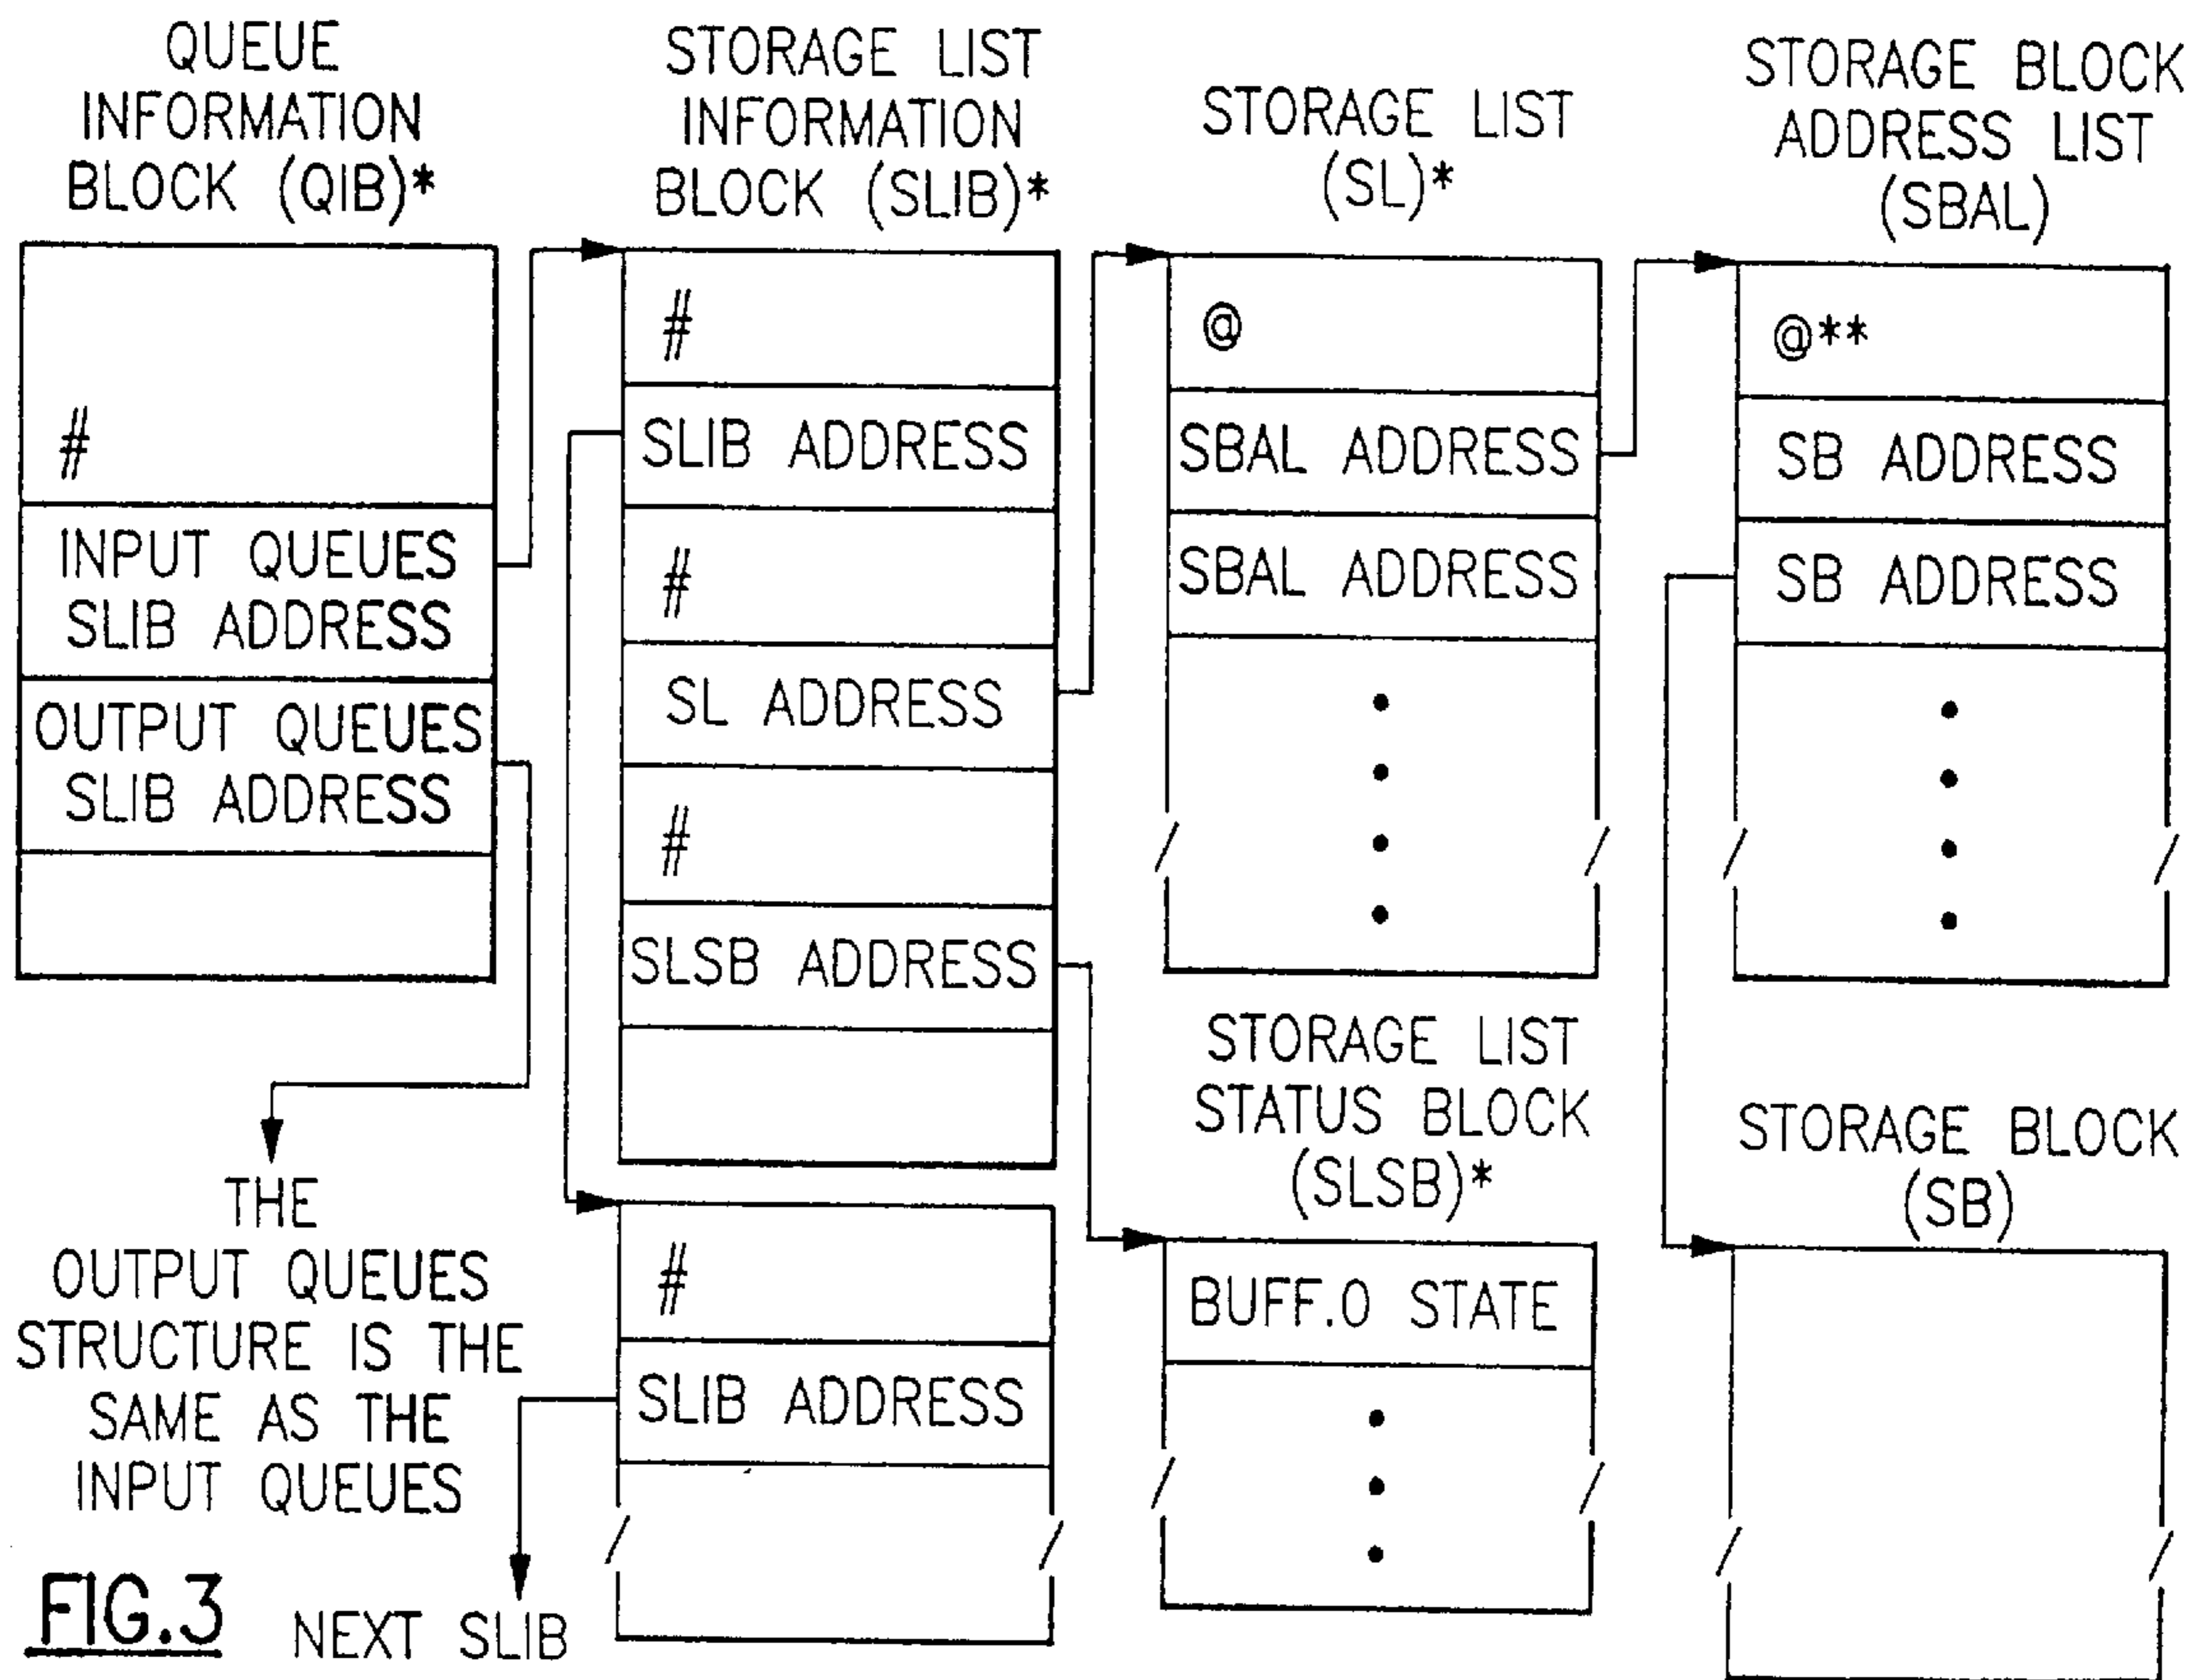 QUEUE
INFORMATION
BLOCK (QIB)*
#
INPUT QUEUES
SLIB ADDRESS
OUTPUT QUEUES
SLIB ADDRESS
THE
OUTPUT QUEUES
STRUCTURE IS THE
SAME AS THE
INPUT QUEUES
STORAGE LIST
INFORMATION
BLOCK (SLIB)*
#
SLIB ADDRESS
#
SL ADDRESS
#
SLSB ADDRESS
#
SLIB ADDRESS
NEXT SLIB
STORAGE LIST
(SL)*
@
SBAL ADDRESS
SBAL ADDRESS
STORAGE LIST
STATUS BLOCK
(SLSB)*
BUFF.0 STATE
STORAGE BLOCK
ADDRESS LIST
(SBAL)
@**
SB ADDRESS
SB ADDRESS
STORAGE BLOCK
(SB)
FIG.3